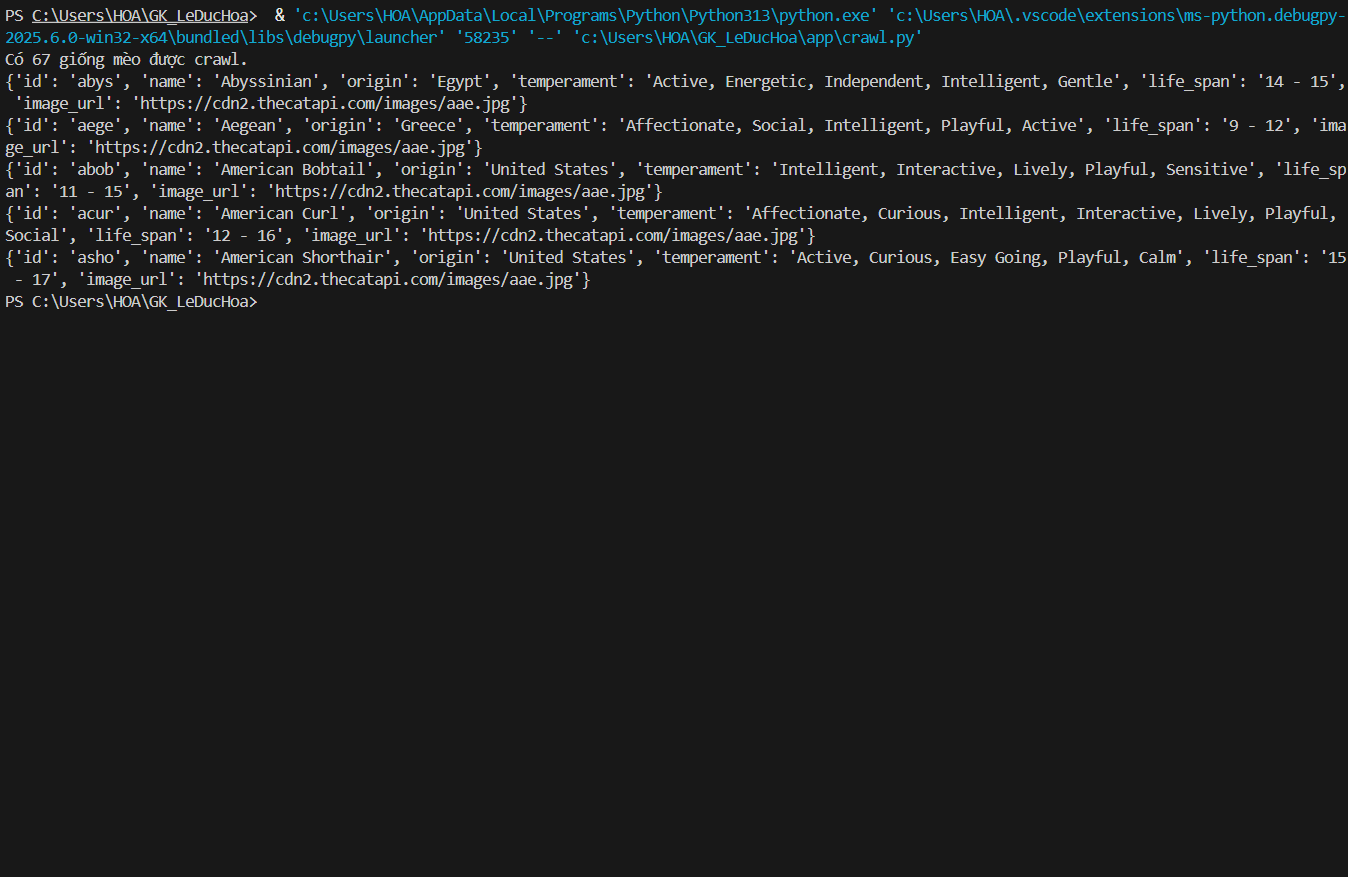 PS C:\Users\HOA\GK_LeDucHoa>  & 'c:\Users\HOA\AppData\Local\Programs\Python\Python313\python.exe' 'c:\Users\HOA\.vscode\extensions\ms-python.debugpy-
2025.6.0-win32-x64\bundled\libs\debugpy\launcher' '58235' '--' 'c:\Users\HOA\GK_LeDucHoa\app\crawl.py'
Có 67 giống mèo được crawl.
{'id': 'abys', 'name': 'Abyssinian', 'origin': 'Egypt', 'temperament': 'Active, Energetic, Independent, Intelligent, Gentle', 'life_span': '14 - 15',
 'image_url': 'https://cdn2.thecatapi.com/images/aae.jpg'}
{'id': 'aege', 'name': 'Aegean', 'origin': 'Greece', 'temperament': 'Affectionate, Social, Intelligent, Playful, Active', 'life_span': '9 - 12', 'ima
ge_url': 'https://cdn2.thecatapi.com/images/aae.jpg'}
{'id': 'abob', 'name': 'American Bobtail', 'origin': 'United States', 'temperament': 'Intelligent, Interactive, Lively, Playful, Sensitive', 'life_sp
an': '11 - 15', 'image_url': 'https://cdn2.thecatapi.com/images/aae.jpg'}
{'id': 'acur', 'name': 'American Curl', 'origin': 'United States', 'temperament': 'Affectionate, Curious, Intelligent, Interactive, Lively, Playful,
Social', 'life_span': '12 - 16', 'image_url': 'https://cdn2.thecatapi.com/images/aae.jpg'}
{'id': 'asho', 'name': 'American Shorthair', 'origin': 'United States', 'temperament': 'Active, Curious, Easy Going, Playful, Calm', 'life_span': '15
 - 17', 'image_url': 'https://cdn2.thecatapi.com/images/aae.jpg'}
PS C:\Users\HOA\GK_LeDucHoa>